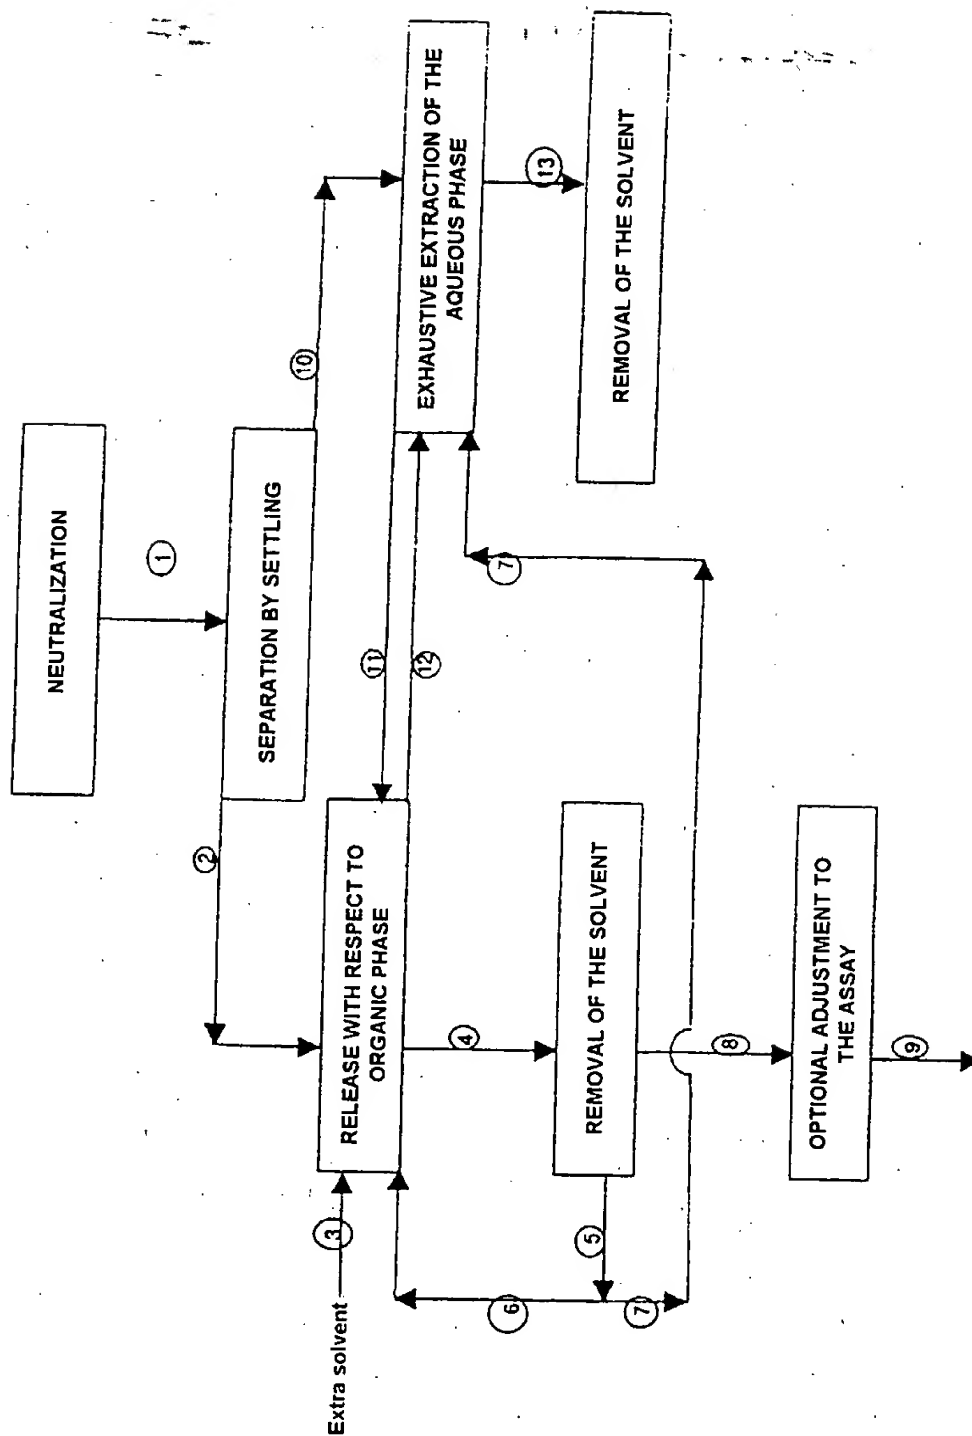 NEUTRALIZATION
1
SEPARATION BY SETTLING
2
10
Extra solvent
3
RELEASE WITH RESPECT TO
ORGANIC PHASE
11
12
EXHAUSTIVE EXTRACTION OF THE
AQUEOUS PHASE
4
6
7
13
5
REMOVAL OF THE SOLVENT
REMOVAL OF THE SOLVENT
7
8
OPTIONAL ADJUSTMENT TO
THE ASSAY
9